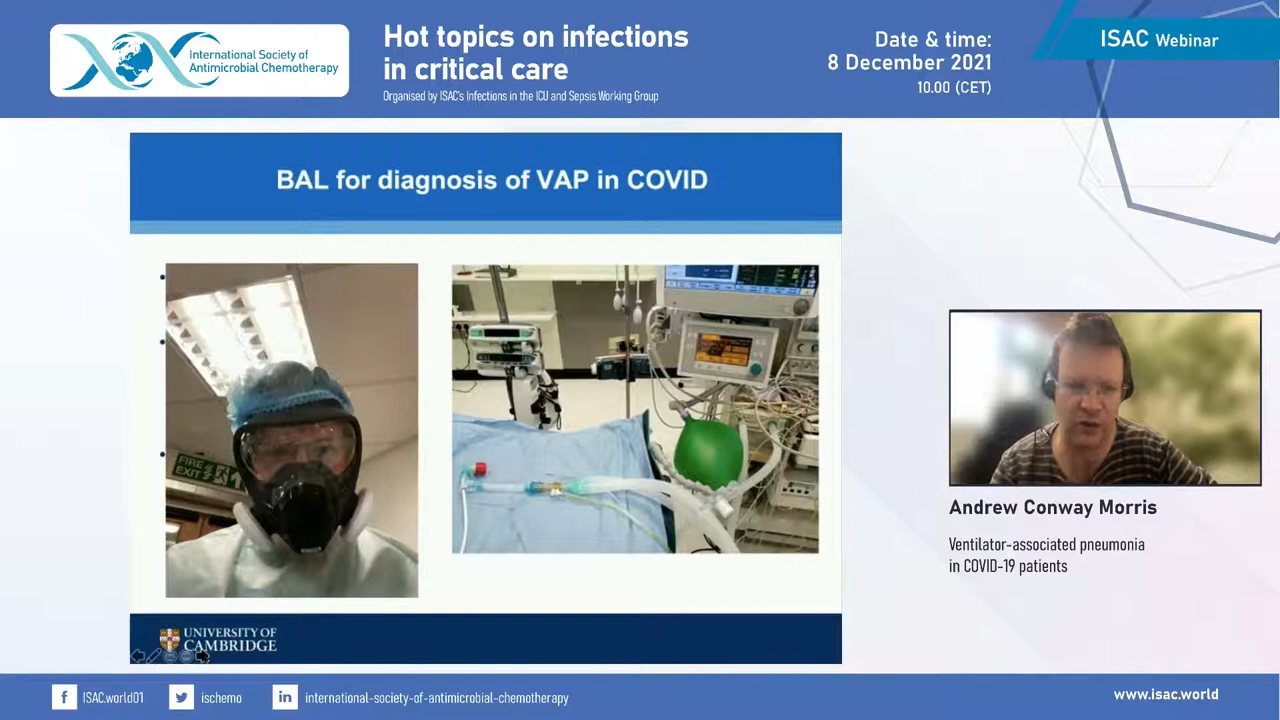 International Society of
Antimicrobial Chemotherapy
Hot topics on infections
in critical care
Organised by ISAC's Infections in the ICU and Sepsis Working Group
Date & time:
8 December 2021
10.00 (CET)
ISAC Webinar
BAL for diagnosis of VAP in COVID
FIRE
EXIT
UNIVERSITY OF
CAMBRIDGE
Andrew Conway Morris
Ventilator-associated pneumonia
in COVID-19 patients
ISAC.world01
ischemo
international-society-of-antimicrobial-chemotherapy
www.isac.world